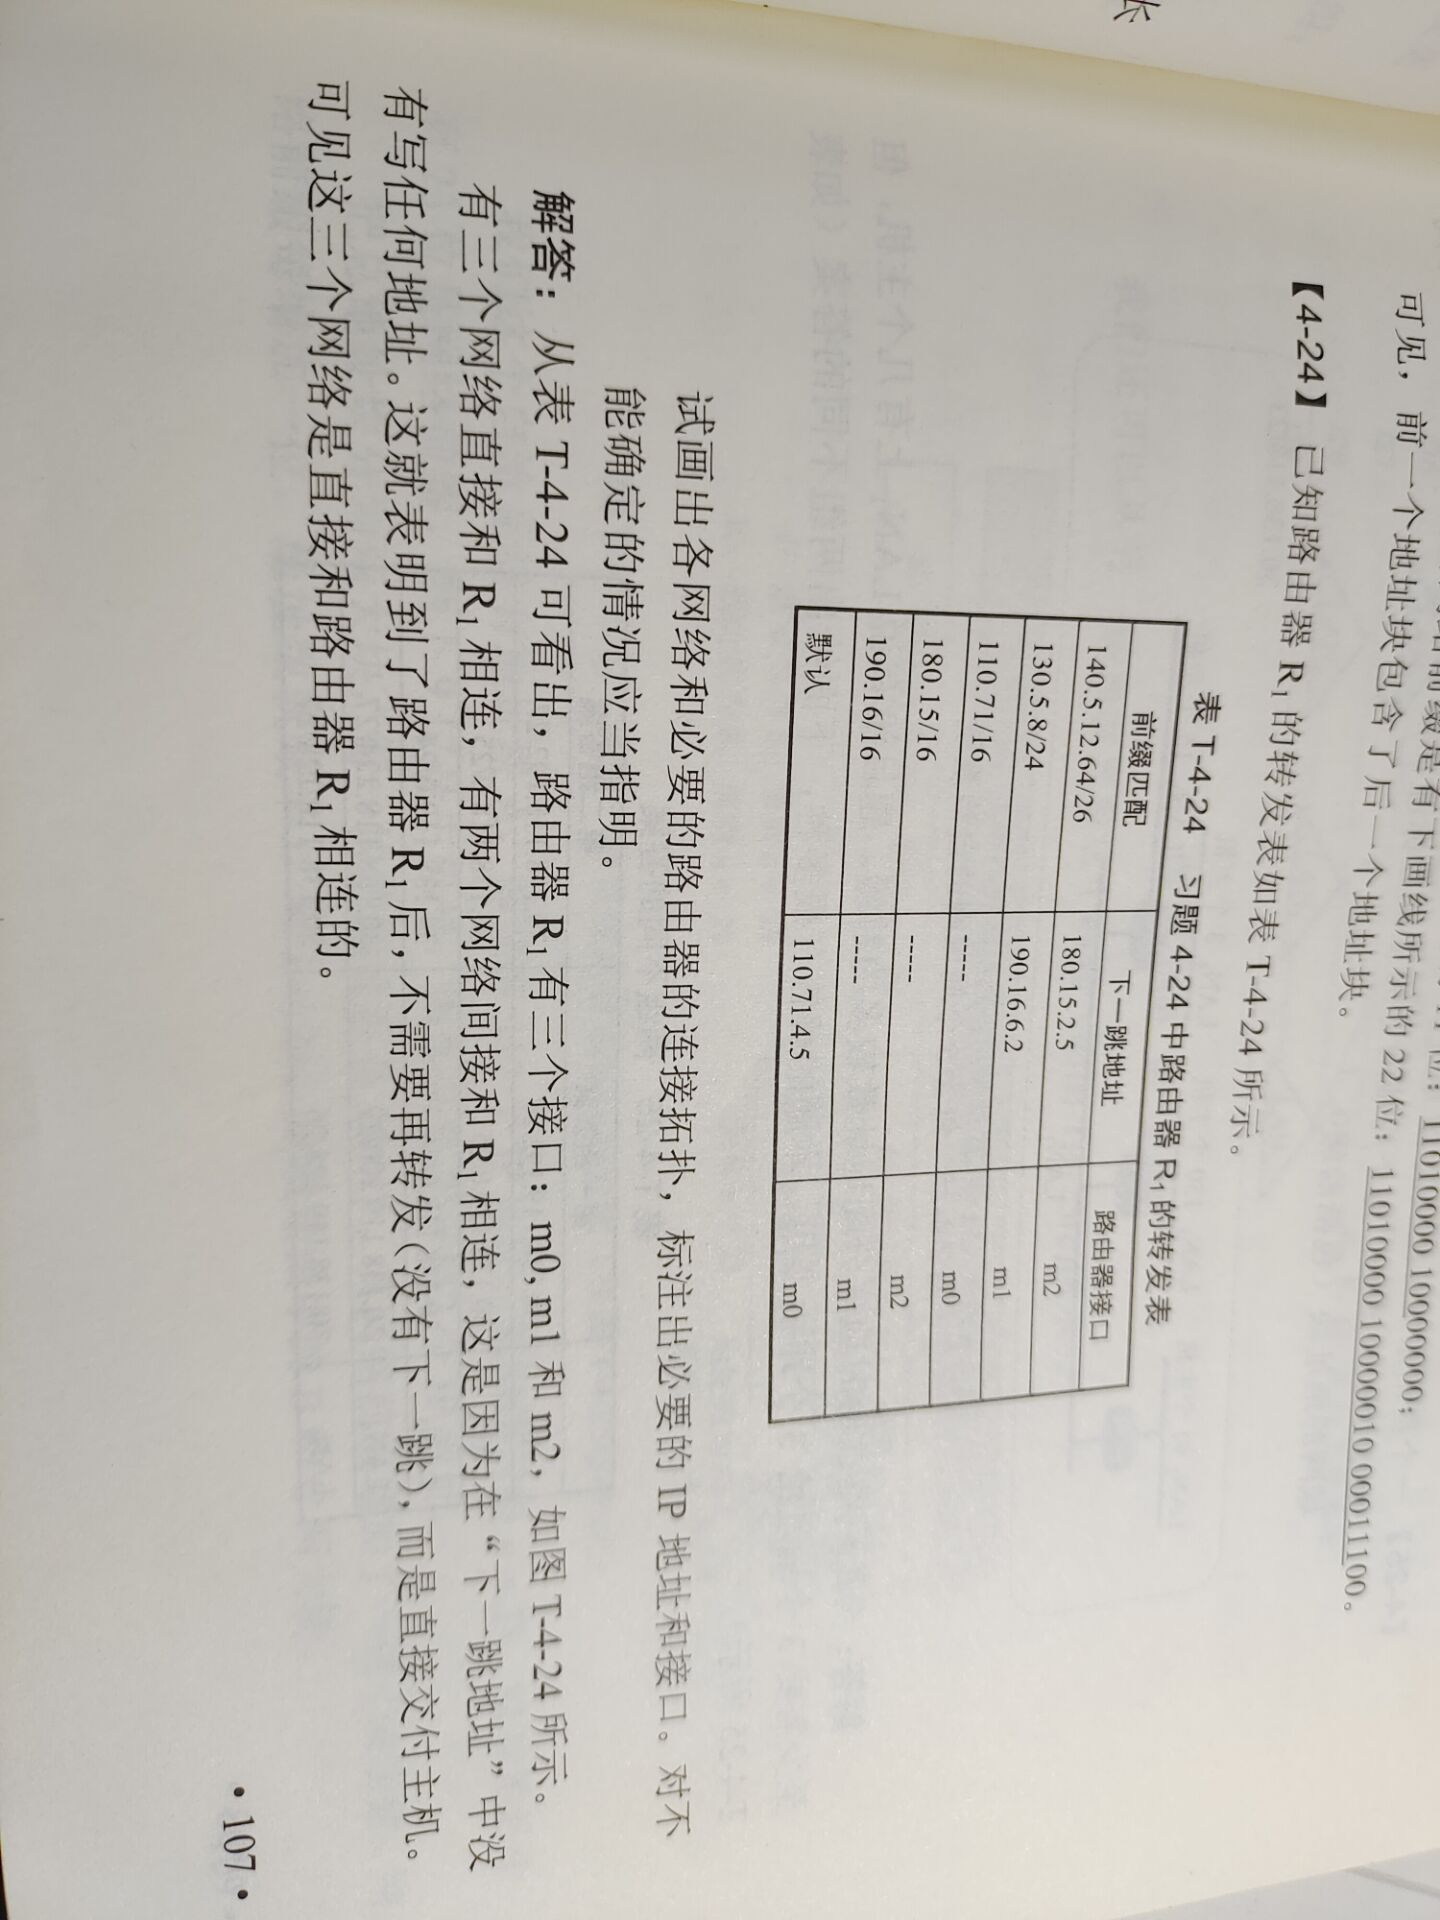 可见，前一个地址块包含了后一个地址块。
前缀是有下画线所示的 22 位：11010000 10000010 00011100。
11010000 10000000；
【4-24】 已知路由器 R₁ 的转发表如表 T-4-24 所示。
表 T-4-24 习题 4-24 中路由器 R₁的转发表
前缀匹配 下一跳地址 路由器接口
140.5.12.64/26 180.15.2.5 m2
130.5.8/24 190.16.6.2 m1
110.71/16 ----- m0
180.15/16 ----- m2
190.16/16 ----- m1
默认 110.71.4.5 m0
试画出各网络和必要的路由器的连接拓扑，标注出必要的 IP 地址和接口。对不
能确定的情况应当指明。
解答：从表 T-4-24 可看出，路由器 R₁ 有三个接口：m0, m1 和 m2，如图 T-4-24 所示。
有三个网络直接和 R₁ 相连，有两个网络间接和 R₁ 相连，这是因为在“下一跳地址”中没
有写任何地址。这就表明到了路由器 R₁ 后，不需要再转发（没有下一跳），而是直接交付主机。
可见这三个网络是直接和路由器 R₁ 相连的。
• 107 •